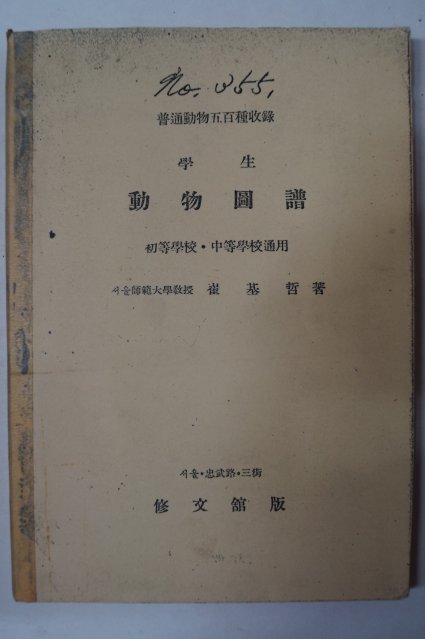 No. 355.
普通動物五百種收錄
學生
動物圖譜
初等學校・中等學校通用
서울師範大學敎授 崔基哲著
서울・忠武路・三街
修文館版